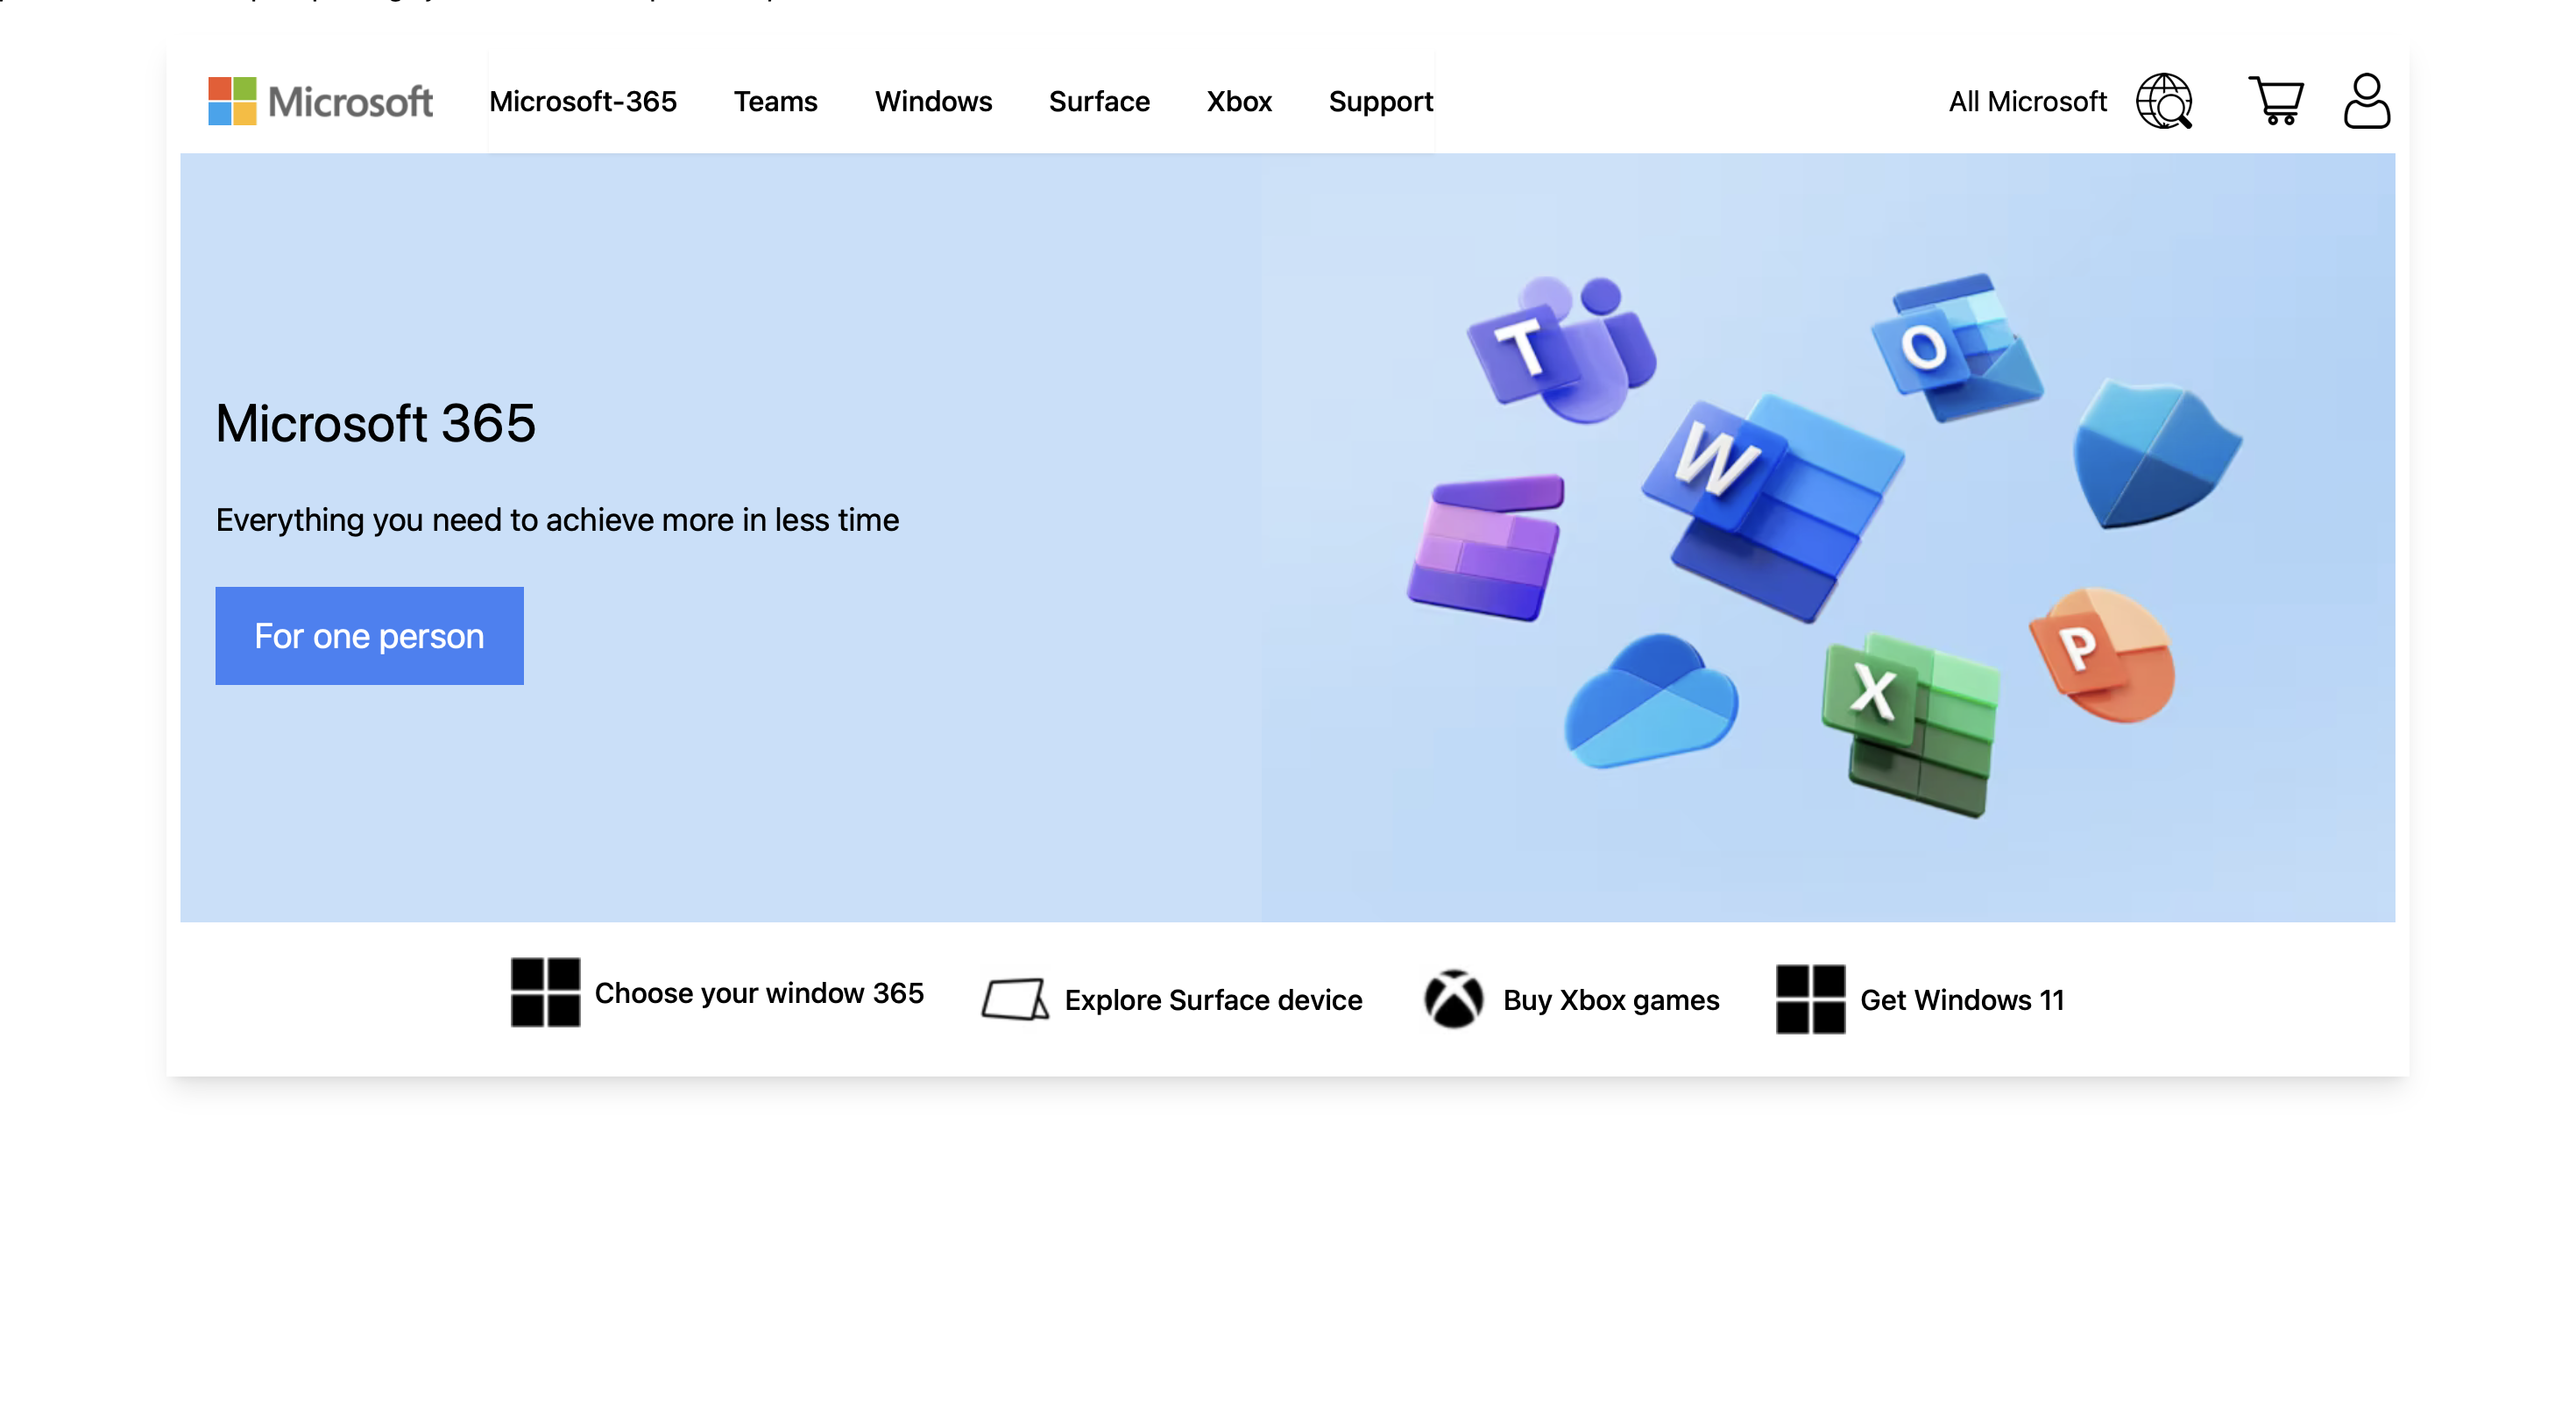 Microsoft Microsoft-365 Teams Windows Surface Xbox Support All Microsoft
Microsoft 365
Everything you need to achieve more in less time
For one person
T
O
W
P
X
Choose your window 365 Explore Surface device Buy Xbox games Get Windows 11